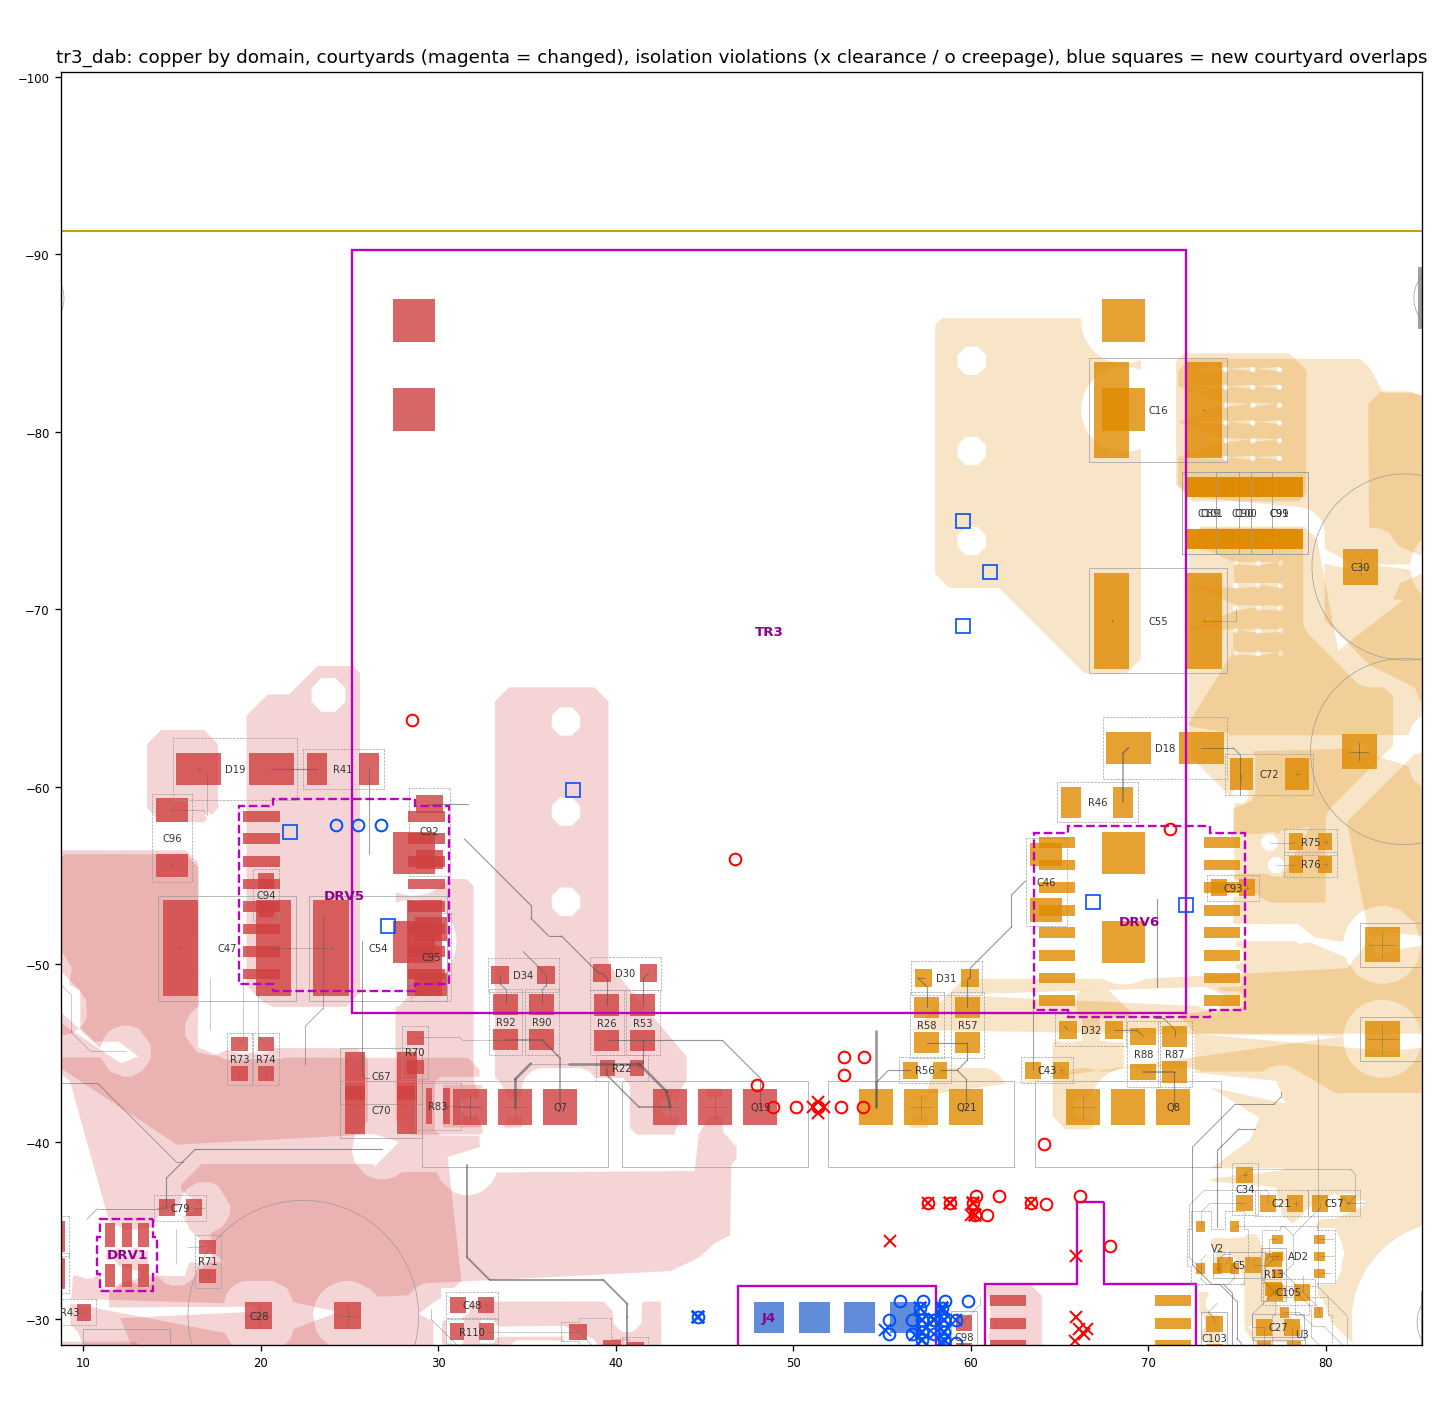 tr3_dab: copper by domain, courtyards (magenta = changed), isolation violations (x clearance / o creepage), blue squares = new courtyard overlaps
−100
−90
−80
−70
−60
−50
−40
−30
C16
C100
C91
C30
C55
TR3
D19
R41
D18
C72
R46
C92
C96
R75
R76
C46
C93
C94
DRV5
DRV6
C47
C54
C95
D34
D30
D31
R92
R90
R26
R53
R58
R57
D32
R88
R87
R73
R74
R70
C67
R22
R56
C43
C70
R83
Q7
Q19
Q21
Q8
C34
C79
C21
C57
DRV1
R71
V2
AD2
C5
R13
C105
R43
C28
C48
R110
J4
C98
C103
C27
U3
10
20
30
40
50
60
70
80